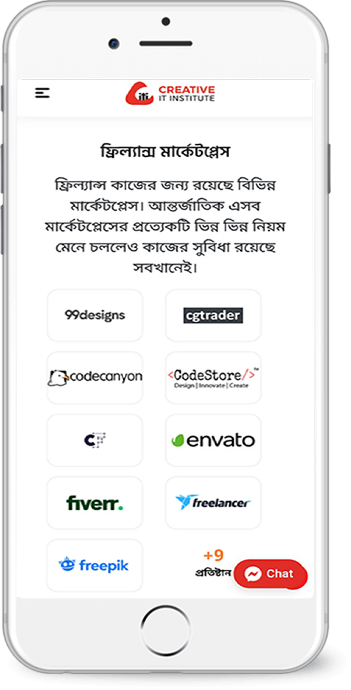 CREATIVE
IT INSTITUTE
ফ্রিল্যান্স মার্কেটপ্লেস
ফ্রিল্যান্স কাজের জন্য রয়েছে বিভিন্ন
মার্কেটপ্লেস। আন্তর্জাতিক এসব
মার্কেটপ্লেসের প্রত্যেকটি ভিন্ন ভিন্ন নিয়ম
মেনে চললেও কাজের সুবিধা রয়েছে
সবখানেই।
99designs
cgtrader
codecanyon
<CodeStore/>™
Design | Innovate | Create
envato
fiverr.
freelancer
freepik
+9
প্রতিষ্টান
Chat